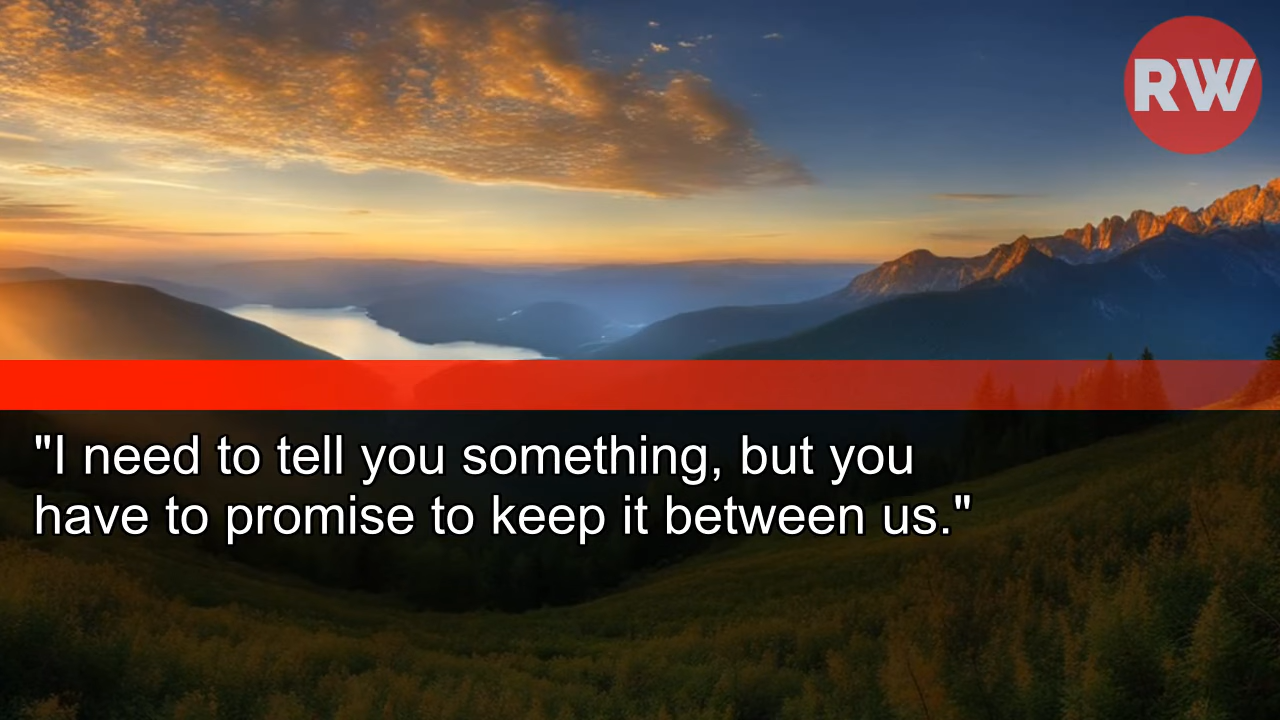 RW
"I need to tell you something, but you
have to promise to keep it between us."